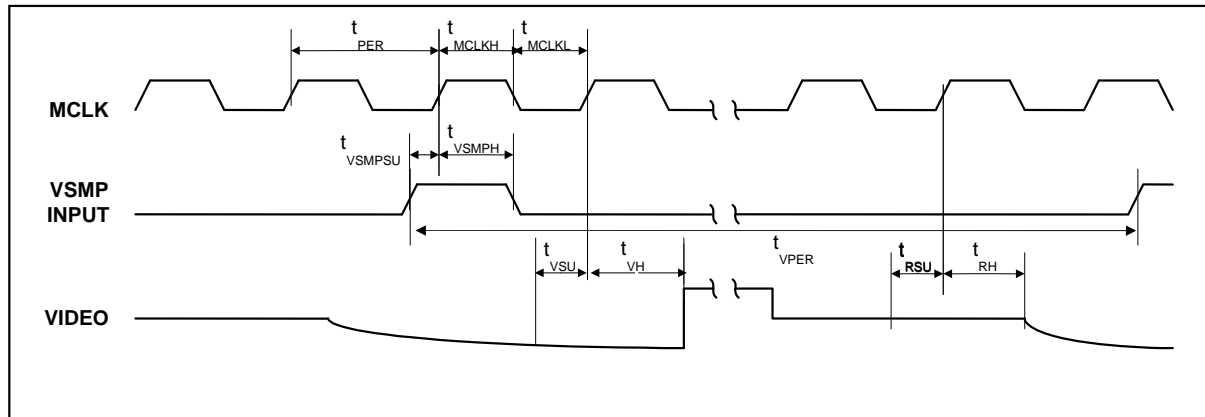 t PER
t MCLKH
t MCLKL
MCLK
t VSMPSU
t VSMPH
VSMP
INPUT
t VPER
t VSU
t VH
t RSU
t RH
VIDEO